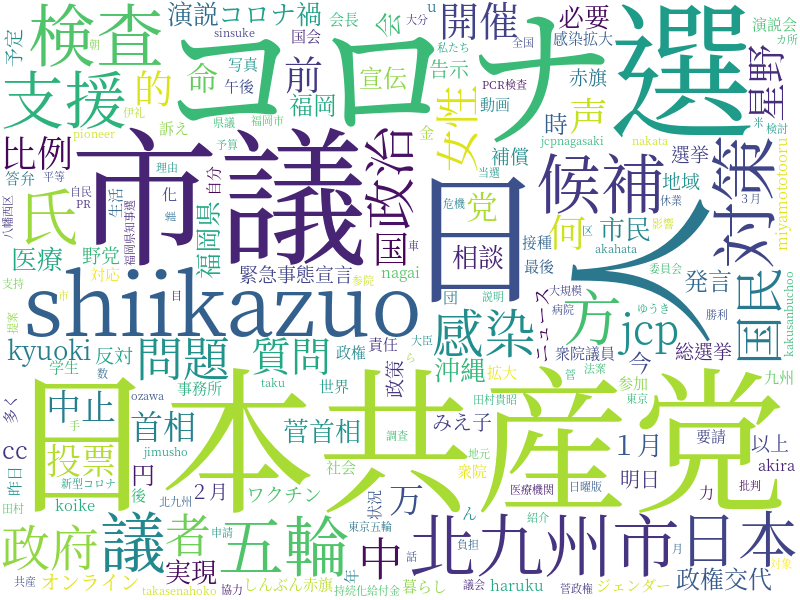 予定
検査
演説
コロナ禍
会長
大分
u
開催
必要
私たち
全国
演説会
カ所
sinsuke
国会
会
感染拡大
朝
コロナ
選
支援
的
命
写真
午後
前
宣伝
告示
PCR検査
赤旗
星野
米
検討
pioneer
伊礼
県議
福岡市
福岡
女性
動画
声
訴え
予算
金
jcpnagasaki
nakata
比例
理由
市議
政治
時
補償
当選
選挙
対策
答弁
平等
自民
PR
化
誰
自分
日
危機
党
候補
地域
3月
休業
miyamototooru
氏
生活
福岡県知事選
福岡県
国
相談
接種
何
区
市民
影響
八幡西区
医療
野党
車
最後
akahata
人
委員会
発言
国民
支持
対応
緊急事態宣言
nagai
参院
団
説明
大規模
病院
ニュース
方
ゆうき
勝利
kakusanbuchoo
市
目
shiikazuo
感染
jcp
衆院議員
今
総選挙
提案
kyuoki
反対
問題
質問
政権
責任
大臣
ら
沖縄
菅
法案
九州
学生
数
事務所
世界
政策
拡大
参加
多く
中止
ozawa
taku
田村貴昭
東京
日本共産党
手
首相
菅首相
調査
みえ子
1月
要請
以上
cc
投票
jimusho
社会
地元
衆院
昨日
新型コロナ
円
2月
ワクチン
万
医療機関
日曜版
明日
力
akira
批判
田村
koike
後
北九州
状況
政府
議
者
五輪
申請
東京五輪
中
ん
負担
紹介
北九州市
月
日本
対象
共産
オンライン
実現
年
話
協力
しんぶん赤旗
暮らし
議会
haruku
菅政権
ジェンダー
政権交代
takasenahoko
持続化給付金